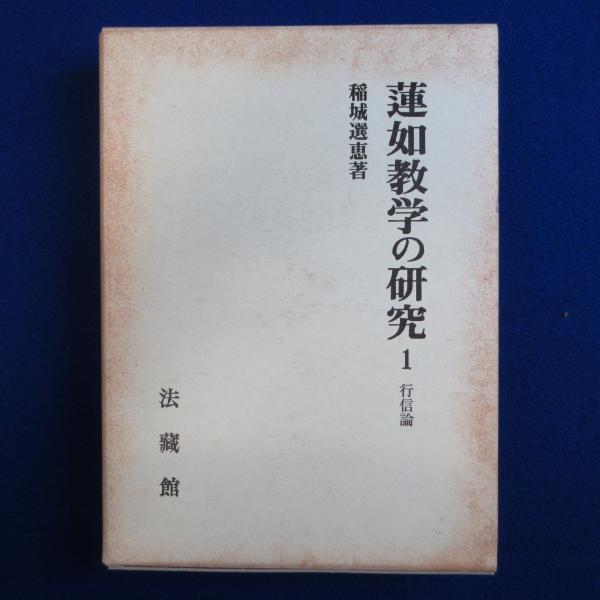 蓮如教学の研究 1 行信論
稲城選恵著
法藏館